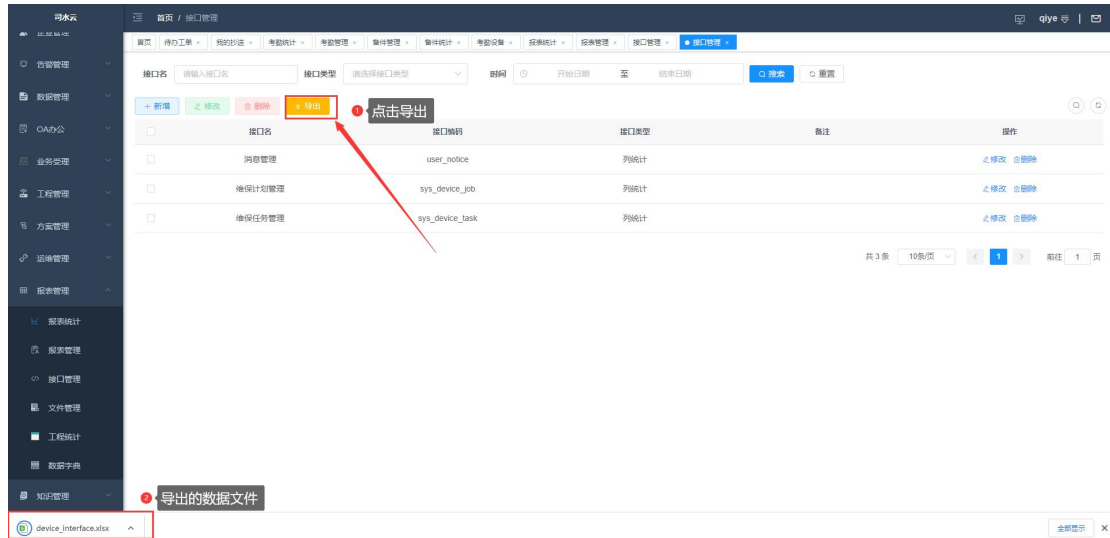 司水云
首页 / 接口管理
qiye
首页 待办工单 × 我的抄送 × 考勤统计 × 考勤管理 × 备件管理 × 备件统计 × 考勤设备 × 报表统计 × 报表管理 × 接口管理 × 接口管理 ×
告警管理
数据管理
OA办公
业务受理
工程管理
方案管理
运维管理
报表管理
报表统计
报表管理
接口管理
文件管理
工程统计
数据字典
知识管理
接口名 请输入接口名 接口类型 请选择接口类型 时间 开始日期 至 结束日期 搜索 重置
+ 新增 修改 删除 导出
1 点击导出
接口名 接口编码 接口类型 备注 操作
消息管理 user_notice 列统计 修改 删除
维保计划管理 sys_device_job 列统计 修改 删除
维保任务管理 sys_device_task 列统计 修改 删除
共 3 条 10条/页 < 1 > 前往 1 页
2 导出的数据文件
device_interface.xlsx
全部显示 ×